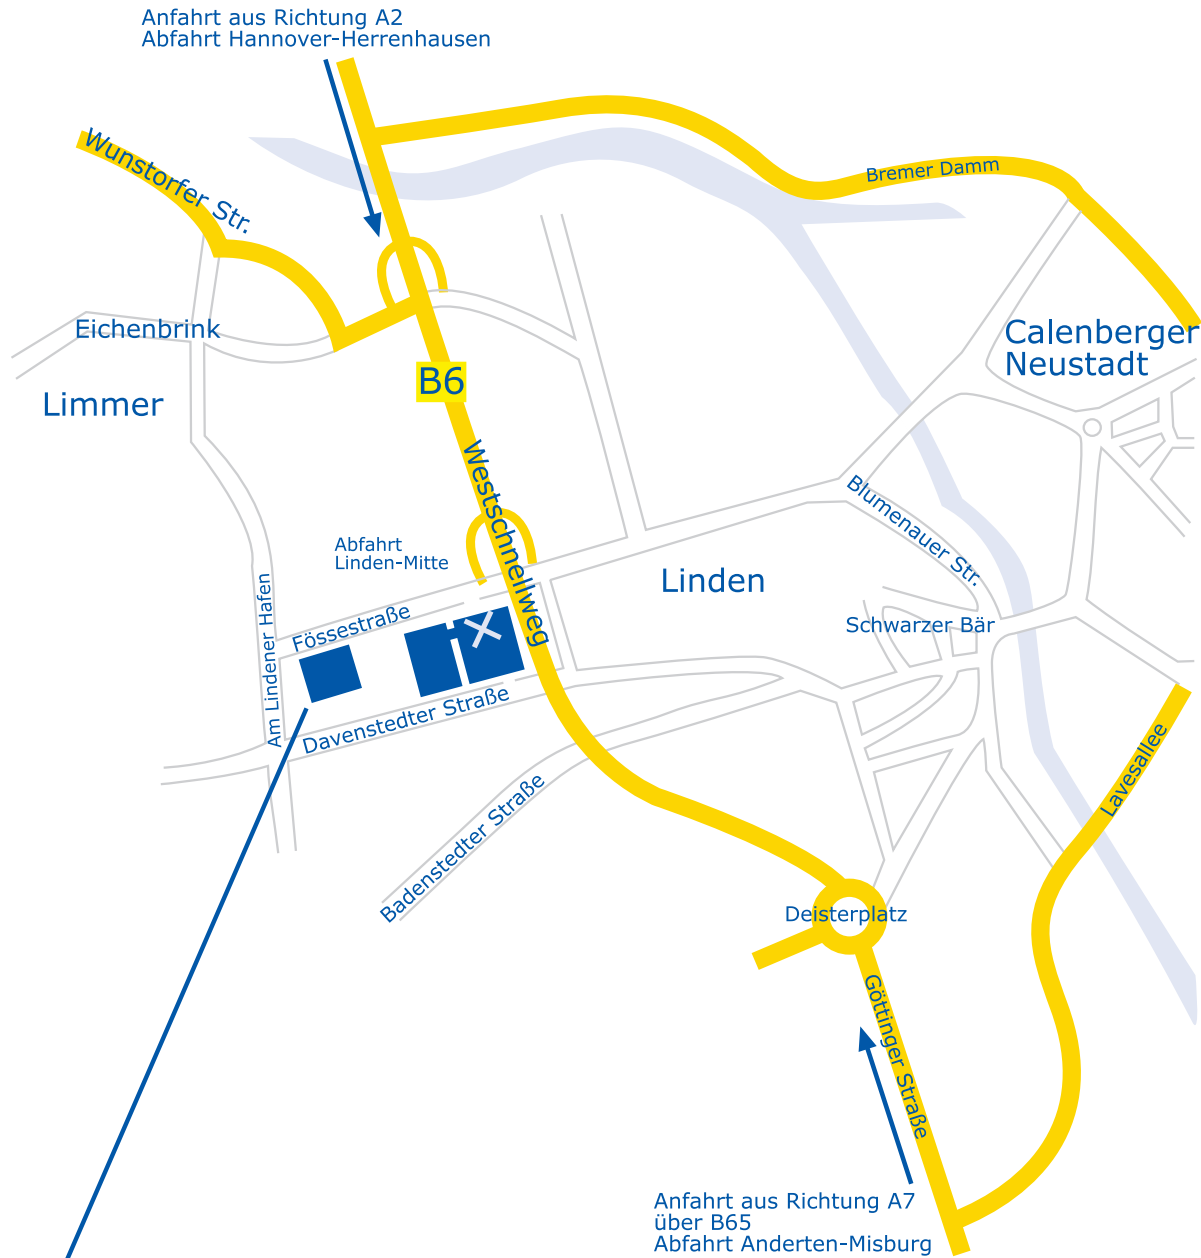 Anfahrt aus Richtung A2
Abfahrt Hannover-Herrenhausen
Wunstorfer Str.
Bremer Damm
Eichenbrink
Calenberger
Neustadt
B6
Limmer
Westschnellweg
Blumenauer Str.
Abfahrt
Linden-Mitte
Linden
Am Lindener Hafen
Fössestraße
Schwarzer Bär
Davenstedter Straße
Lavesallee
Badenstedter Straße
Deisterplatz
Göttinger Straße
Anfahrt aus Richtung A7
über B65
Abfahrt Anderten-Misburg